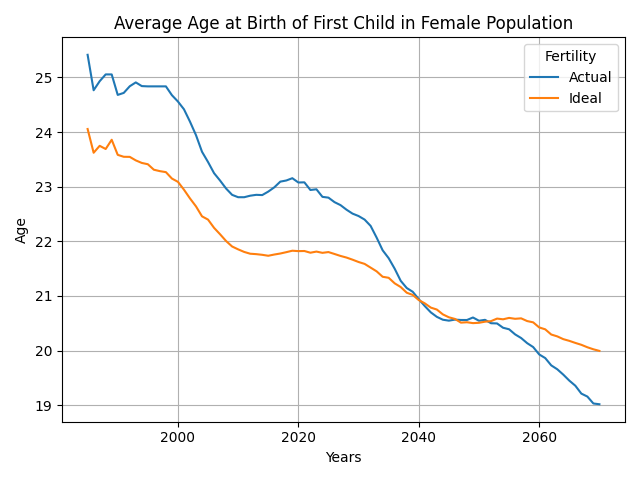 Average Age at Birth of First Child in Female Population
Fertility
Actual
Ideal
Age
25
24
23
22
21
20
19
2000
2020
2040
2060
Years